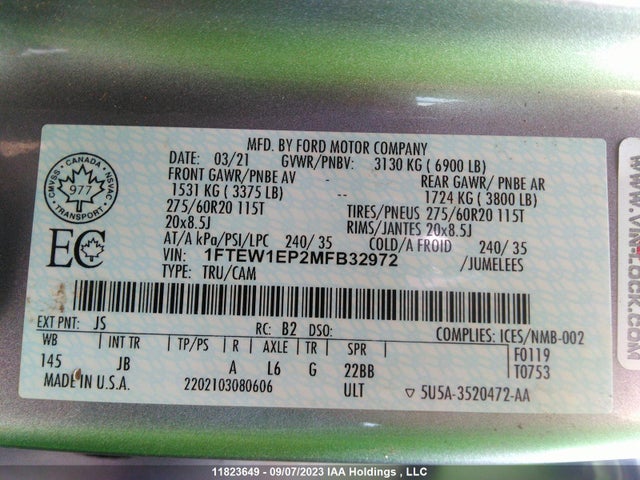 MFD. BY FORD MOTOR COMPANY
DATE: 03/21 GVWR/PNBV: 3130 KG ( 6900 LB)
FRONT GAWR/PNBE AV -- REAR GAWR/ PNBE AR
1531 KG ( 3375 LB) 1724 KG ( 3800 LB)
275/60R20 115T TIRES/PNEUS 275/60R20 115T
20x8.5J RIMS/JANTES 20x8.5J
AT/A kPa/PSI/LPC 240/ 35 COLD/A FROID 240/ 35
VIN: 1FTEW1EP2MFB32972 /JUMELEES
TYPE: TRU/CAM
CANADA
CMVSS NSVAC
977
TRANSPORT
EC
EXT PNT: JS RC: B2 DSO: COMPLIES: ICES/NMB-002
WB INT TR TP/PS R AXLE TR SPR F0119
145 JB A L6 G 22BB T0753
MADE IN U.S.A. 2202103080606 ULT ▽ 5U5A-3520472-AA
11823649 - 09/07/2023 IAA Holdings , LLC